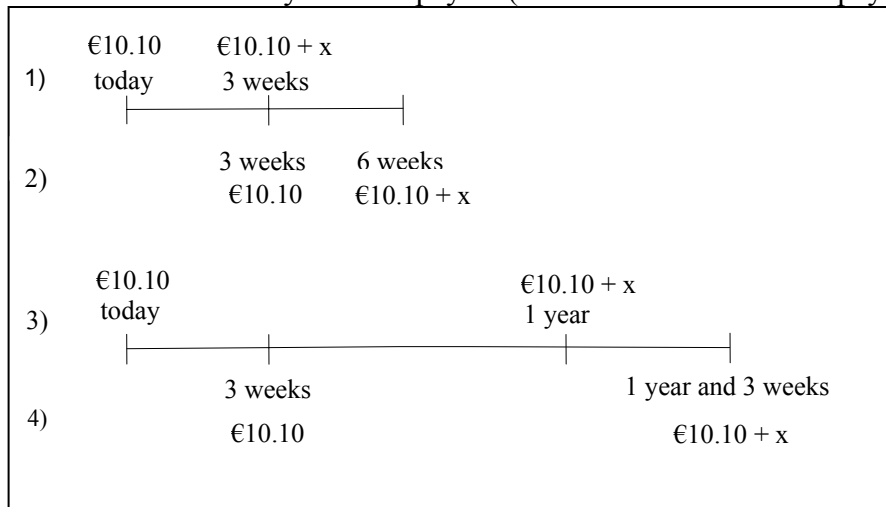 €10.10 €10.10 + x
1) today 3 weeks
3 weeks 6 weeks
2) €10.10 €10.10 + x
€10.10 €10.10 + x
today 1 year
3)
3 weeks 1 year and 3 weeks
4)
€10.10 €10.10 + x